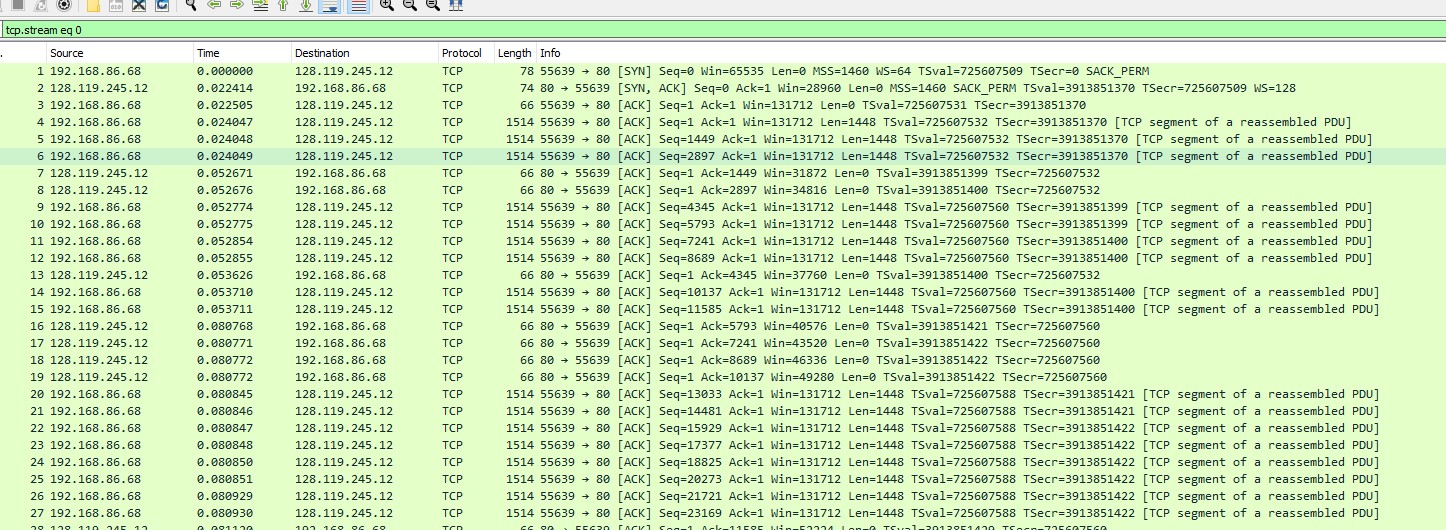 tcp.stream eq 0
. Source Time Destination Protocol Length Info
1 192.168.86.68 0.000000 128.119.245.12 TCP 78 55639 → 80 [SYN] Seq=0 Win=65535 Len=0 MSS=1460 WS=64 TSval=725607509 TSecr=0 SACK_PERM
2 128.119.245.12 0.022414 192.168.86.68 TCP 74 80 → 55639 [SYN, ACK] Seq=0 Ack=1 Win=28960 Len=0 MSS=1460 SACK_PERM TSval=3913851370 TSecr=725607509 WS=128
3 192.168.86.68 0.022505 128.119.245.12 TCP 66 55639 → 80 [ACK] Seq=1 Ack=1 Win=131712 Len=0 TSval=725607531 TSecr=3913851370
4 192.168.86.68 0.024047 128.119.245.12 TCP 1514 55639 → 80 [ACK] Seq=1 Ack=1 Win=131712 Len=1448 TSval=725607532 TSecr=3913851370 [TCP segment of a reassembled PDU]
5 192.168.86.68 0.024048 128.119.245.12 TCP 1514 55639 → 80 [ACK] Seq=1449 Ack=1 Win=131712 Len=1448 TSval=725607532 TSecr=3913851370 [TCP segment of a reassembled PDU]
6 192.168.86.68 0.024049 128.119.245.12 TCP 1514 55639 → 80 [ACK] Seq=2897 Ack=1 Win=131712 Len=1448 TSval=725607532 TSecr=3913851370 [TCP segment of a reassembled PDU]
7 128.119.245.12 0.052671 192.168.86.68 TCP 66 80 → 55639 [ACK] Seq=1 Ack=1449 Win=31872 Len=0 TSval=3913851399 TSecr=725607532
8 128.119.245.12 0.052676 192.168.86.68 TCP 66 80 → 55639 [ACK] Seq=1 Ack=2897 Win=34816 Len=0 TSval=3913851400 TSecr=725607532
9 192.168.86.68 0.052774 128.119.245.12 TCP 1514 55639 → 80 [ACK] Seq=4345 Ack=1 Win=131712 Len=1448 TSval=725607560 TSecr=3913851399 [TCP segment of a reassembled PDU]
10 192.168.86.68 0.052775 128.119.245.12 TCP 1514 55639 → 80 [ACK] Seq=5793 Ack=1 Win=131712 Len=1448 TSval=725607560 TSecr=3913851399 [TCP segment of a reassembled PDU]
11 192.168.86.68 0.052854 128.119.245.12 TCP 1514 55639 → 80 [ACK] Seq=7241 Ack=1 Win=131712 Len=1448 TSval=725607560 TSecr=3913851400 [TCP segment of a reassembled PDU]
12 192.168.86.68 0.052855 128.119.245.12 TCP 1514 55639 → 80 [ACK] Seq=8689 Ack=1 Win=131712 Len=1448 TSval=725607560 TSecr=3913851400 [TCP segment of a reassembled PDU]
13 128.119.245.12 0.053626 192.168.86.68 TCP 66 80 → 55639 [ACK] Seq=1 Ack=4345 Win=37760 Len=0 TSval=3913851400 TSecr=725607532
14 192.168.86.68 0.053710 128.119.245.12 TCP 1514 55639 → 80 [ACK] Seq=10137 Ack=1 Win=131712 Len=1448 TSval=725607560 TSecr=3913851400 [TCP segment of a reassembled PDU]
15 192.168.86.68 0.053711 128.119.245.12 TCP 1514 55639 → 80 [ACK] Seq=11585 Ack=1 Win=131712 Len=1448 TSval=725607560 TSecr=3913851400 [TCP segment of a reassembled PDU]
16 128.119.245.12 0.080768 192.168.86.68 TCP 66 80 → 55639 [ACK] Seq=1 Ack=5793 Win=40576 Len=0 TSval=3913851421 TSecr=725607560
17 128.119.245.12 0.080771 192.168.86.68 TCP 66 80 → 55639 [ACK] Seq=1 Ack=7241 Win=43520 Len=0 TSval=3913851422 TSecr=725607560
18 128.119.245.12 0.080772 192.168.86.68 TCP 66 80 → 55639 [ACK] Seq=1 Ack=8689 Win=46336 Len=0 TSval=3913851422 TSecr=725607560
19 128.119.245.12 0.080772 192.168.86.68 TCP 66 80 → 55639 [ACK] Seq=1 Ack=10137 Win=49280 Len=0 TSval=3913851422 TSecr=725607560
20 192.168.86.68 0.080845 128.119.245.12 TCP 1514 55639 → 80 [ACK] Seq=13033 Ack=1 Win=131712 Len=1448 TSval=725607588 TSecr=3913851421 [TCP segment of a reassembled PDU]
21 192.168.86.68 0.080846 128.119.245.12 TCP 1514 55639 → 80 [ACK] Seq=14481 Ack=1 Win=131712 Len=1448 TSval=725607588 TSecr=3913851421 [TCP segment of a reassembled PDU]
22 192.168.86.68 0.080847 128.119.245.12 TCP 1514 55639 → 80 [ACK] Seq=15929 Ack=1 Win=131712 Len=1448 TSval=725607588 TSecr=3913851422 [TCP segment of a reassembled PDU]
23 192.168.86.68 0.080848 128.119.245.12 TCP 1514 55639 → 80 [ACK] Seq=17377 Ack=1 Win=131712 Len=1448 TSval=725607588 TSecr=3913851422 [TCP segment of a reassembled PDU]
24 192.168.86.68 0.080850 128.119.245.12 TCP 1514 55639 → 80 [ACK] Seq=18825 Ack=1 Win=131712 Len=1448 TSval=725607588 TSecr=3913851422 [TCP segment of a reassembled PDU]
25 192.168.86.68 0.080851 128.119.245.12 TCP 1514 55639 → 80 [ACK] Seq=20273 Ack=1 Win=131712 Len=1448 TSval=725607588 TSecr=3913851422 [TCP segment of a reassembled PDU]
26 192.168.86.68 0.080929 128.119.245.12 TCP 1514 55639 → 80 [ACK] Seq=21721 Ack=1 Win=131712 Len=1448 TSval=725607588 TSecr=3913851422 [TCP segment of a reassembled PDU]
27 192.168.86.68 0.080930 128.119.245.12 TCP 1514 55639 → 80 [ACK] Seq=23169 Ack=1 Win=131712 Len=1448 TSval=725607588 TSecr=3913851422 [TCP segment of a reassembled PDU]